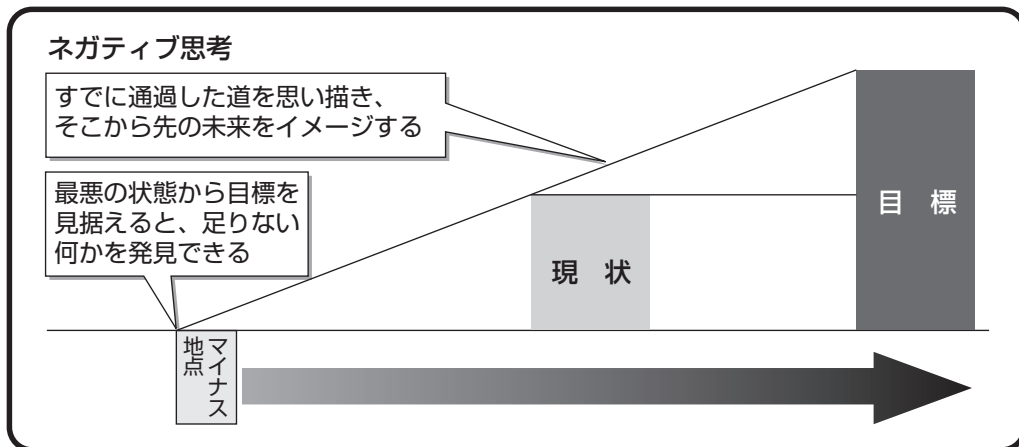 ネガティブ思考
すでに通過した道を思い描き、
そこから先の未来をイメージする
最悪の状態から目標を
見据えると、足りない
何かを発見できる
現 状
目 標
マイナス
地点